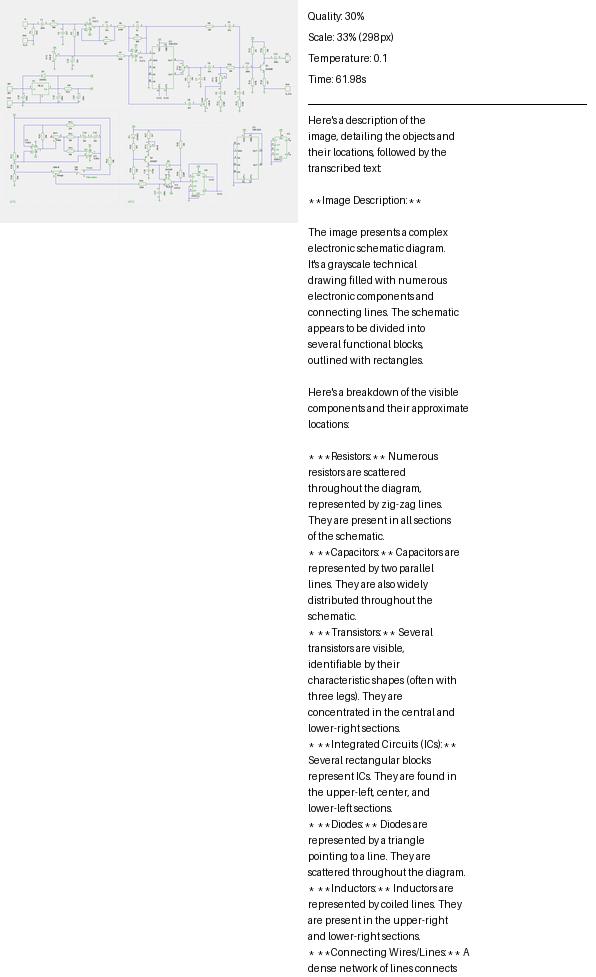 Quality: 30%
Scale: 33% (298px)
Temperature: 0.1
Time: 61.98s
Here's a description of the
image, detailing the objects and
their locations, followed by the
transcribed text:
**Image Description:**
The image presents a complex
electronic schematic diagram.
It's a grayscale technical
drawing filled with numerous
electronic components and
connecting lines. The schematic
appears to be divided into
several functional blocks,
outlined with rectangles.
Here's a breakdown of the visible
components and their approximate
locations:
* **Resistors:** Numerous
resistors are scattered
throughout the diagram,
represented by zig-zag lines.
They are present in all sections
of the schematic.
* **Capacitors:** Capacitors are
represented by two parallel
lines. They are also widely
distributed throughout the
schematic.
* **Transistors:** Several
transistors are visible,
identifiable by their
characteristic shapes (often with
three legs). They are
concentrated in the central and
lower-right sections.
* **Integrated Circuits (ICs):**
Several rectangular blocks
represent ICs. They are found in
the upper-left, center, and
lower-left sections.
* **Diodes:** Diodes are
represented by a triangle
pointing to a line. They are
scattered throughout the diagram.
* **Inductors:** Inductors are
represented by coiled lines. They
are present in the upper-right
and lower-right sections.
* **Connecting Wires/Lines:** A
dense network of lines connects